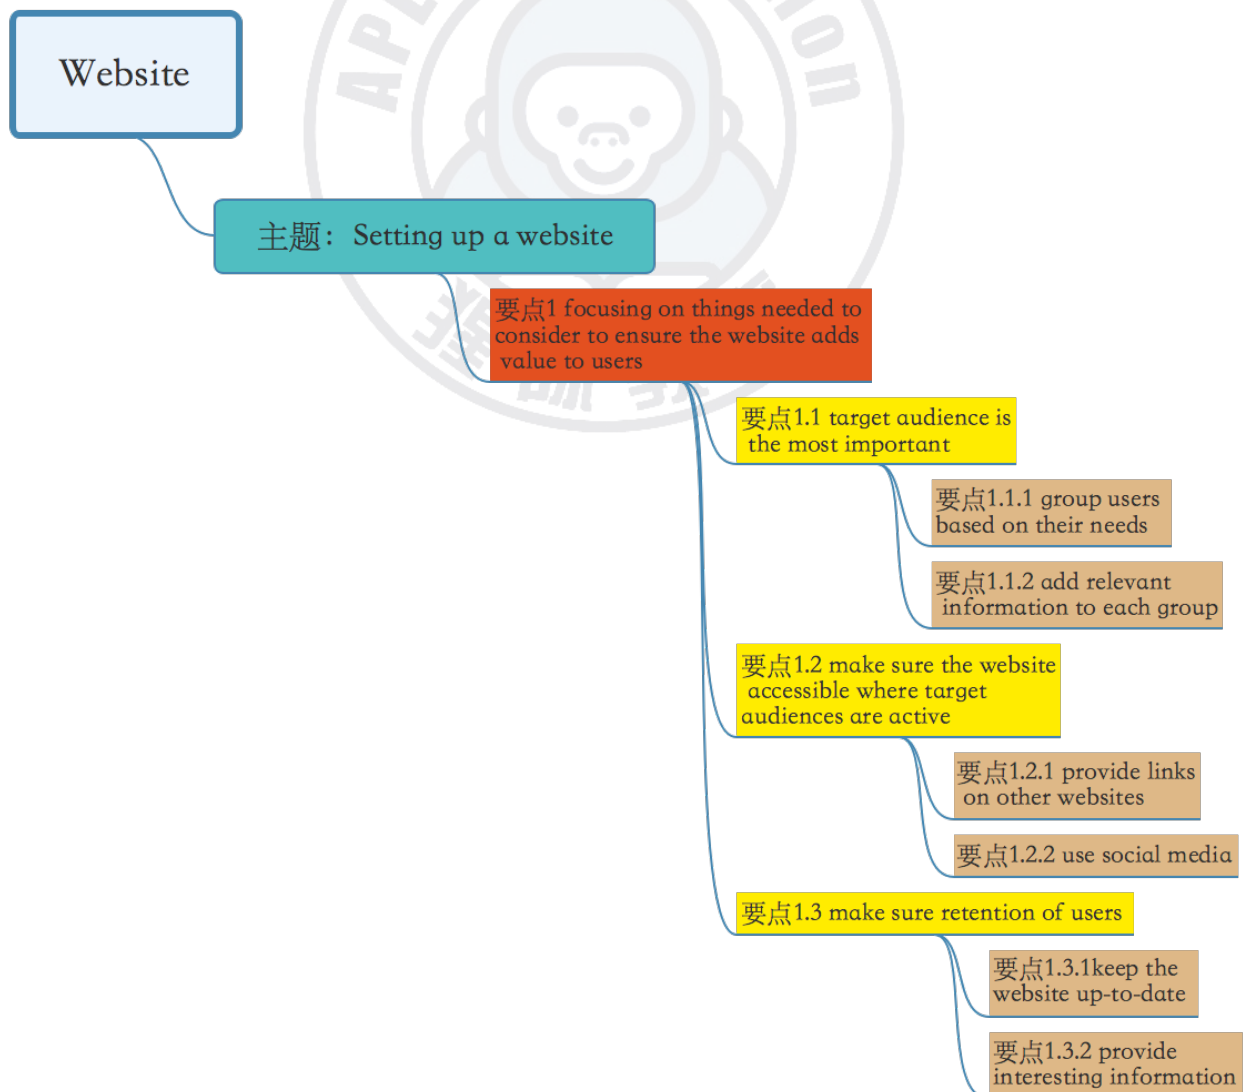 Website
主题：Setting up a website
要点1 focusing on things needed to
consider to ensure the website adds
value to users
要点1.1 target audience is
the most important
要点1.1.1 group users
based on their needs
要点1.1.2 add relevant
information to each group
要点1.2 make sure the website
accessible where target
audiences are active
要点1.2.1 provide links
on other websites
要点1.2.2 use social media
要点1.3 make sure retention of users
要点1.3.1keep the
website up-to-date
要点1.3.2 provide
interesting information